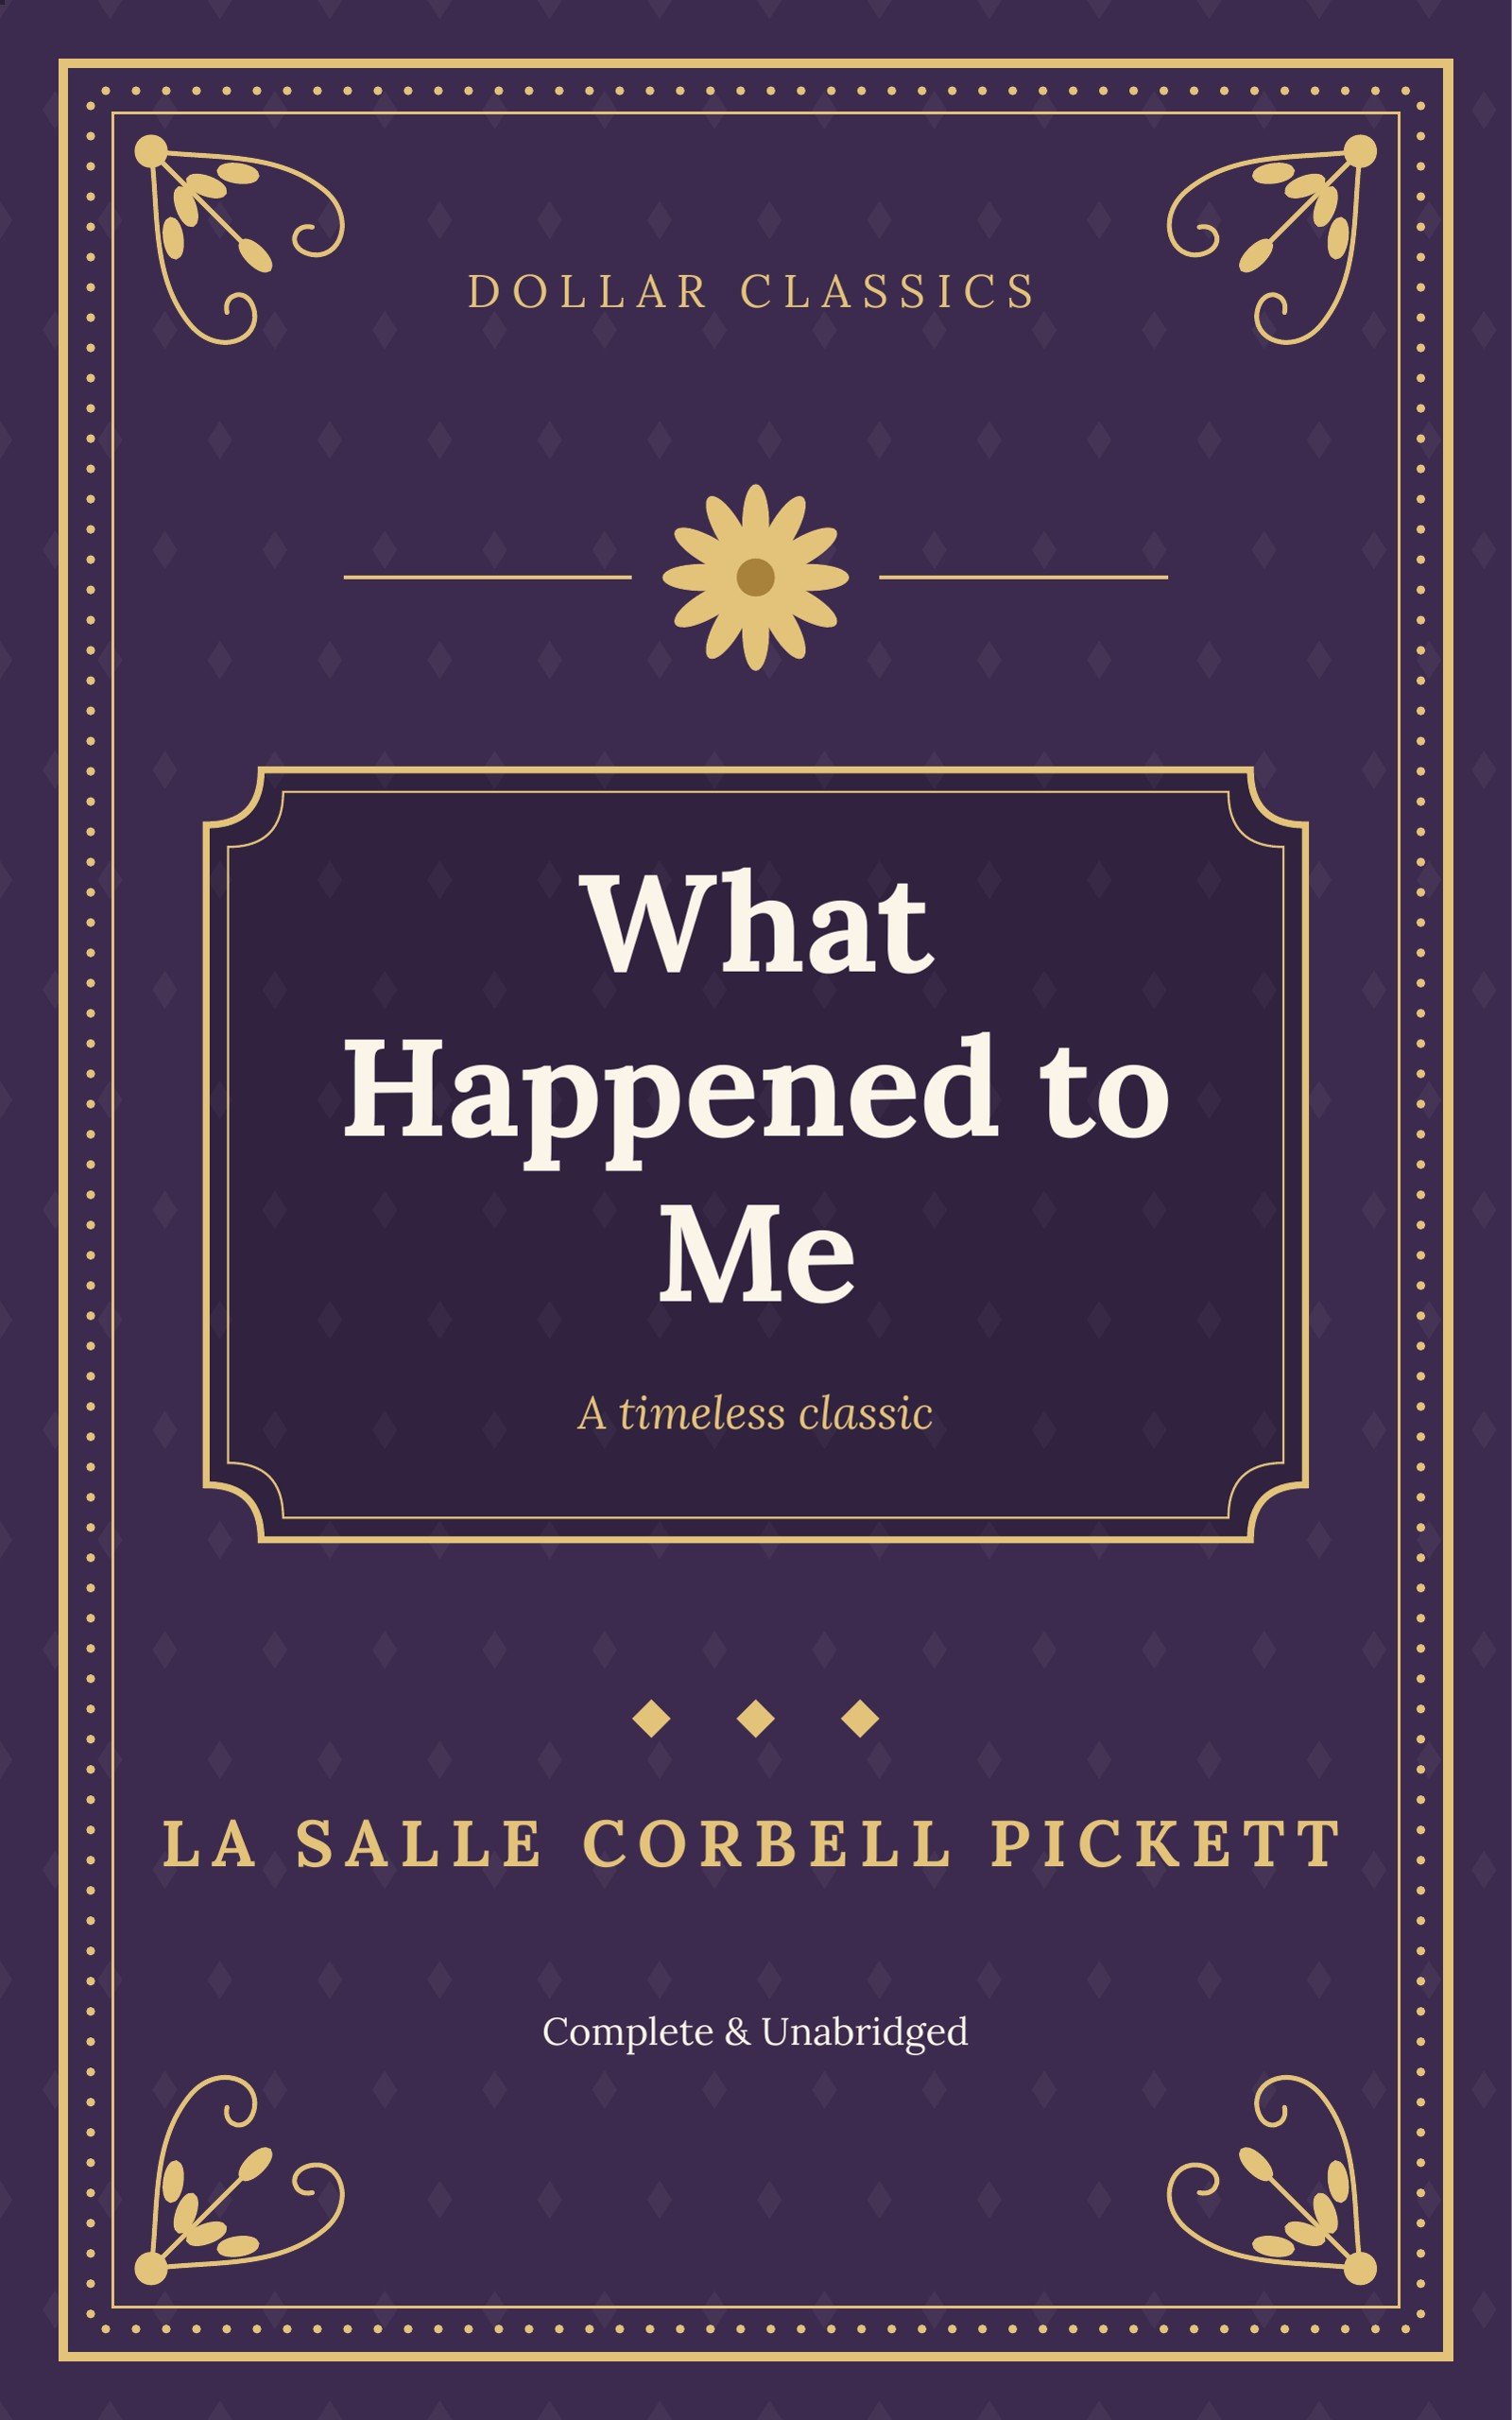 DOLLAR CLASSICS
What
Happened to
Me
A timeless classic
LA SALLE CORBELL PICKETT
Complete & Unabridged